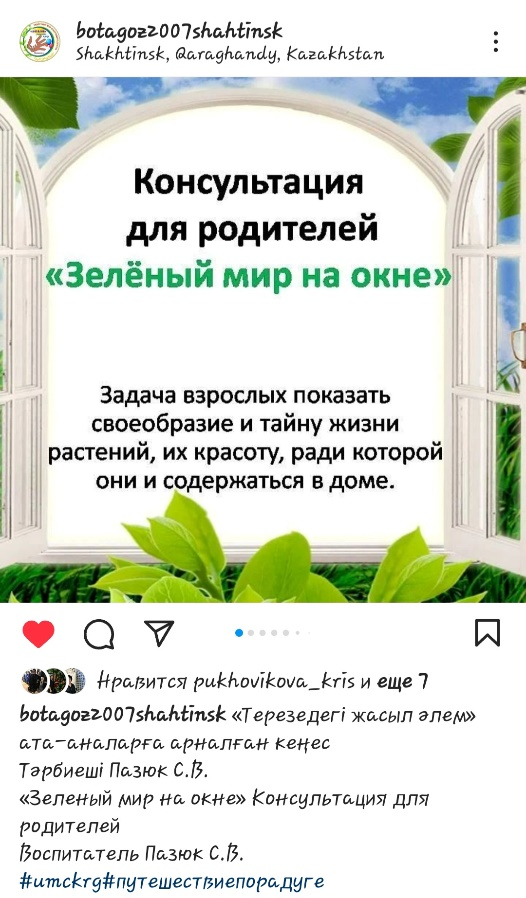 botagoz2007shahtinsk
Shakhtinsk, Qaraghandy, Kazakhstan
Консультация
для родителей
«Зелёный мир на окне»
Задача взрослых показать
своеобразие и тайну жизни
растений, их красоту, ради которой
они и содержаться в доме.
Нравится pukhovikova_kris и еще 7
botagoz2007shahtinsk «Терезедегі жасыл әлем»
ата-аналарға арналған кеңес
Тәрбиеші Пазюк С.В.
«Зеленый мир на окне» Консультация для
родителей
Воспитатель Пазюк С.В.
#umckrg#путешествиепорадуге